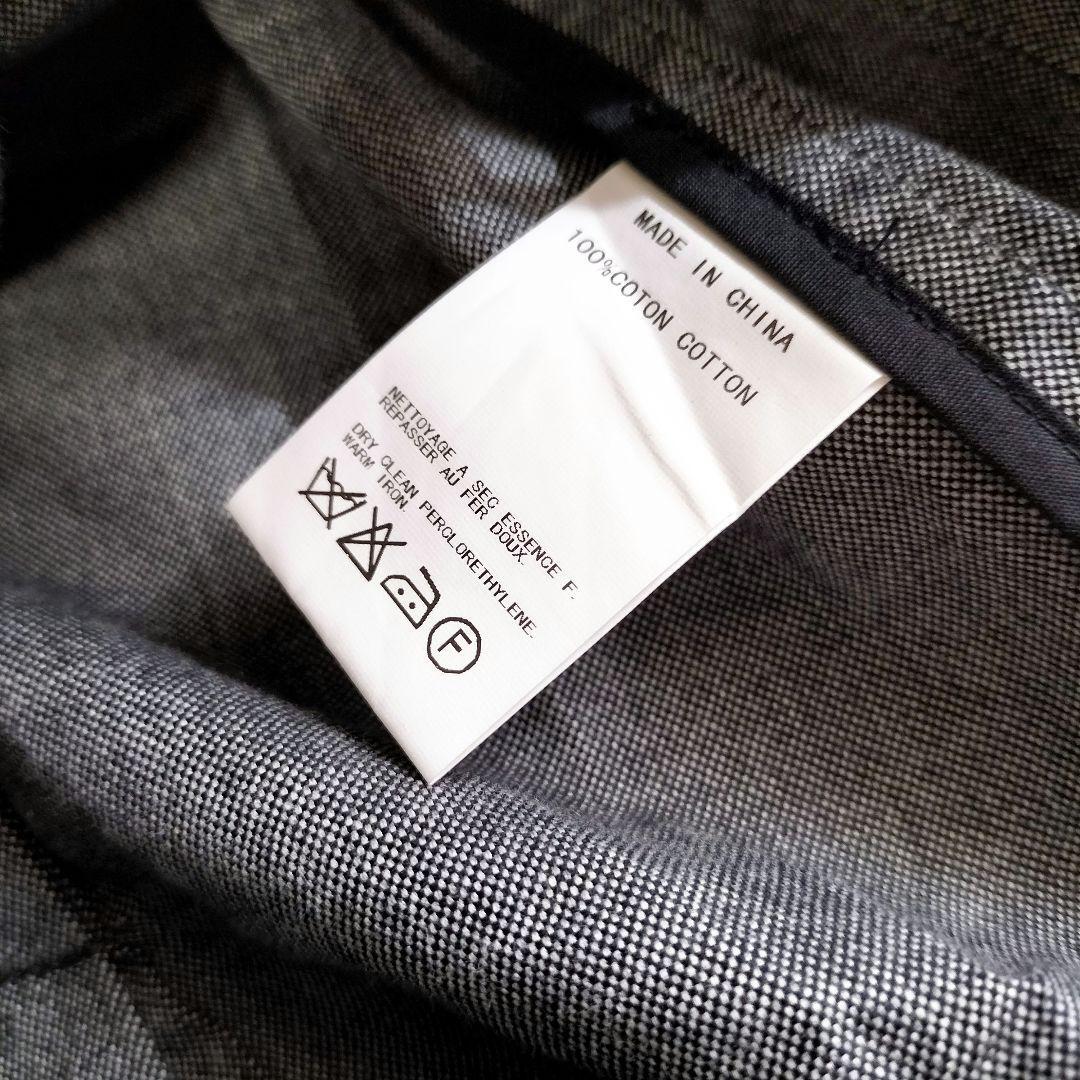 MADE IN CHINA
100%COTON COTTON
NETTOYAGE A SEC ESSENCE F.
REPASSER AU FER DOUX.
DRY CLEAN PERCLORETHYLENE.
WARM IRON.
F